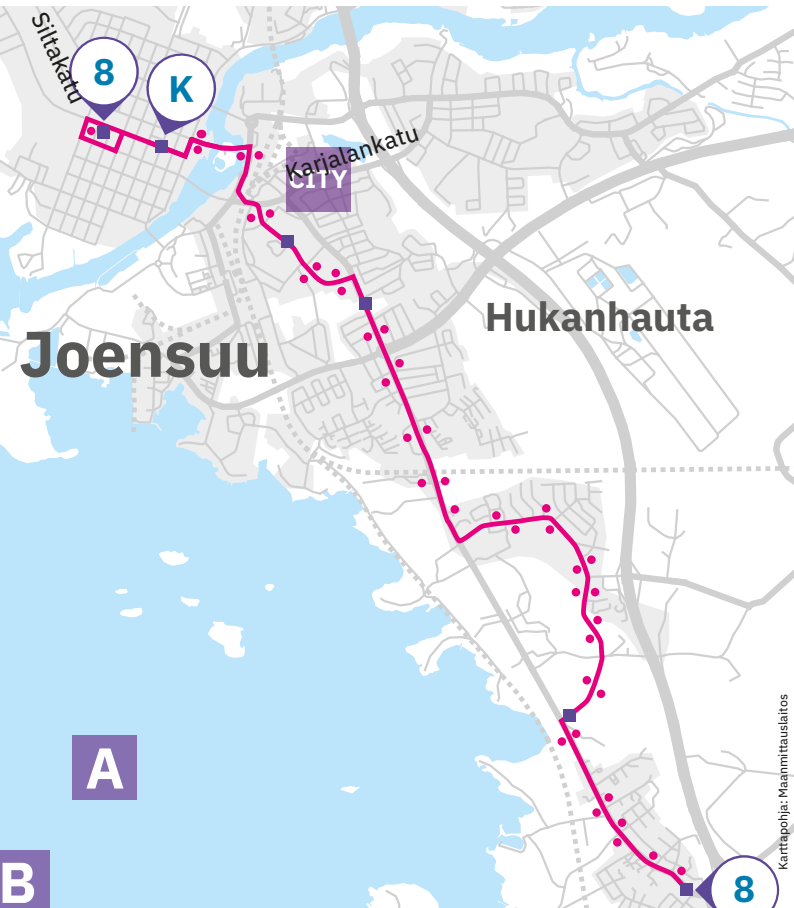 Siltakatu
8
K
Karjalankatu
CITY
Hukanhauta
Joensuu
A
B
8
Karttapohja: Maanmittauslaitos